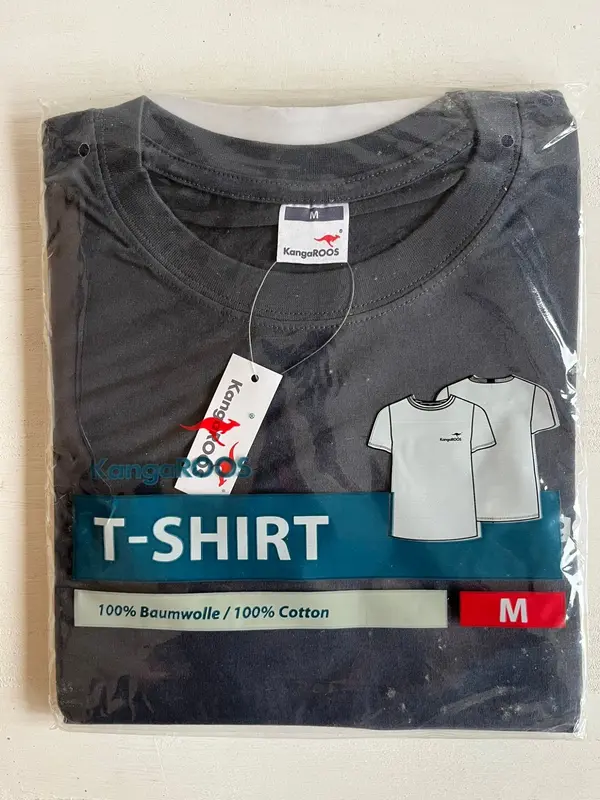 M
®
KangaROOS
KangaROOS
®
KangaROOS
KangaROOS
T-SHIRT
100% Baumwolle / 100% Cotton
M